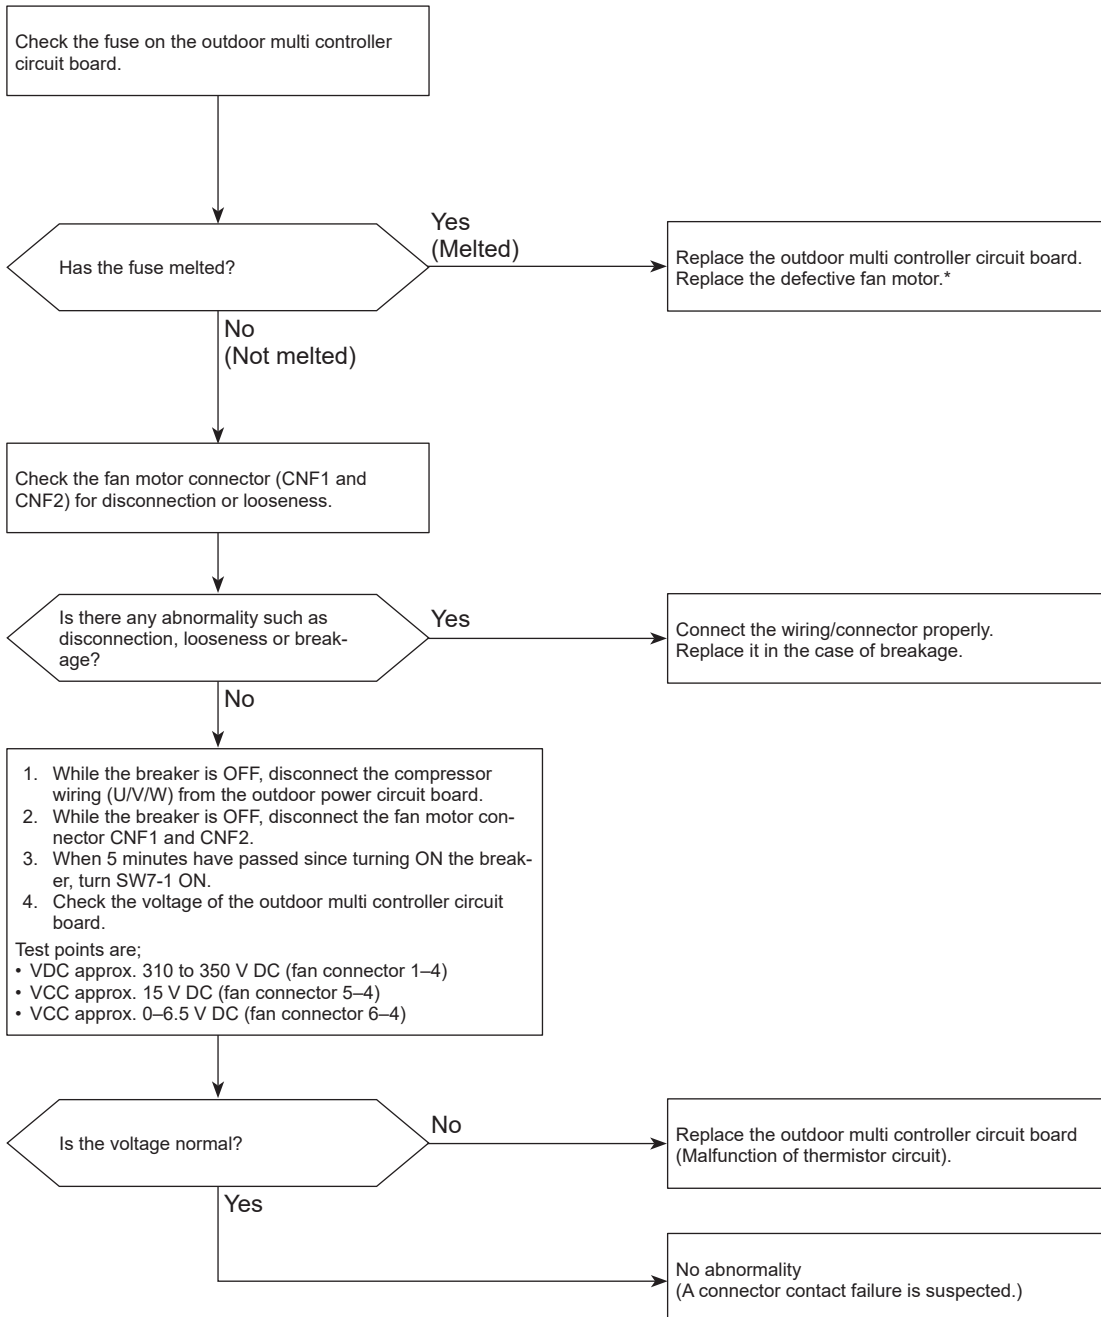 Check the fuse on the outdoor multi controller
circuit board.
Has the fuse melted?
Yes
(Melted)
Replace the outdoor multi controller circuit board.
Replace the defective fan motor.*
No
(Not melted)
Check the fan motor connector (CNF1 and
CNF2) for disconnection or looseness.
Is there any abnormality such as
disconnection, looseness or break-
age?
Yes
Connect the wiring/connector properly.
Replace it in the case of breakage.
No
1. While the breaker is OFF, disconnect the compressor
wiring (U/V/W) from the outdoor power circuit board.
2. While the breaker is OFF, disconnect the fan motor con-
nector CNF1 and CNF2.
3. When 5 minutes have passed since turning ON the break-
er, turn SW7-1 ON.
4. Check the voltage of the outdoor multi controller circuit
board.
Test points are;
• VDC approx. 310 to 350 V DC (fan connector 1–4)
• VCC approx. 15 V DC (fan connector 5–4)
• VCC approx. 0–6.5 V DC (fan connector 6–4)
Is the voltage normal?
No
Replace the outdoor multi controller circuit board
(Malfunction of thermistor circuit).
Yes
No abnormality
(A connector contact failure is suspected.)